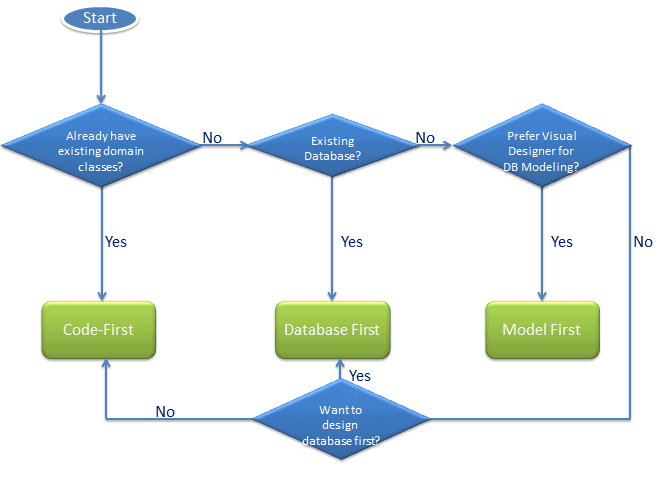 Start
Already have
existing domain
classes?
No
Existing
Database?
No
Prefer Visual
Designer for
DB Modeling?
Yes
Yes
Yes
No
Code-First
Database First
Model First
Yes
No
Want to
design
database first?